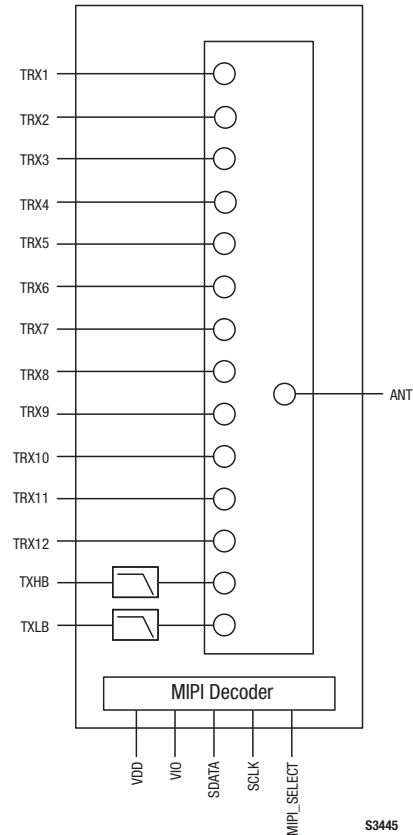 TRX1
TRX2
TRX3
TRX4
TRX5
TRX6
TRX7
TRX8
ANT
TRX9
TRX10
TRX11
TRX12
TXHB
TXLB
MIPI Decoder
VDD
VIO
SDATA
SCLK
MIPI_SELECT
S3445